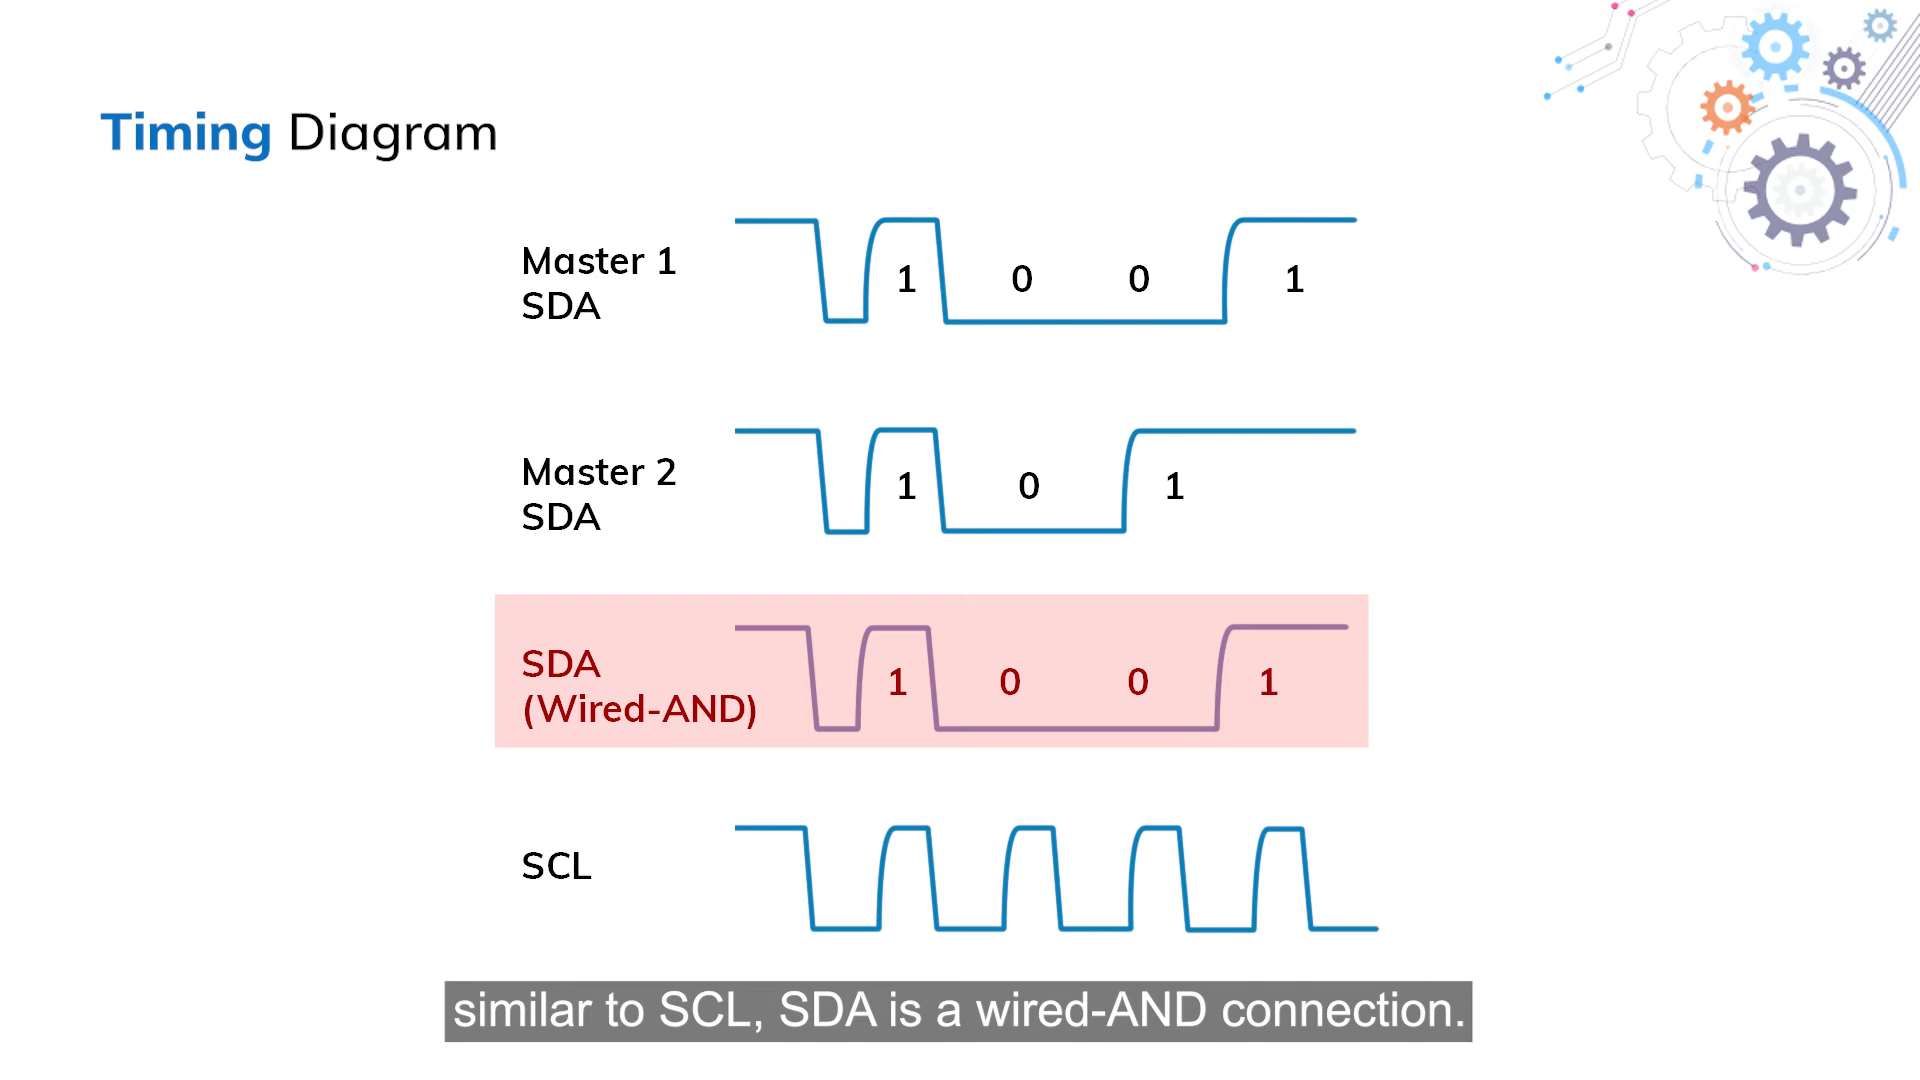 Timing Diagram
Master 1
SDA
1 0 0 1
Master 2
SDA
1 0 1
SDA
(Wired-AND)
1 0 0 1
SCL
similar to SCL, SDA is a wired-AND connection.